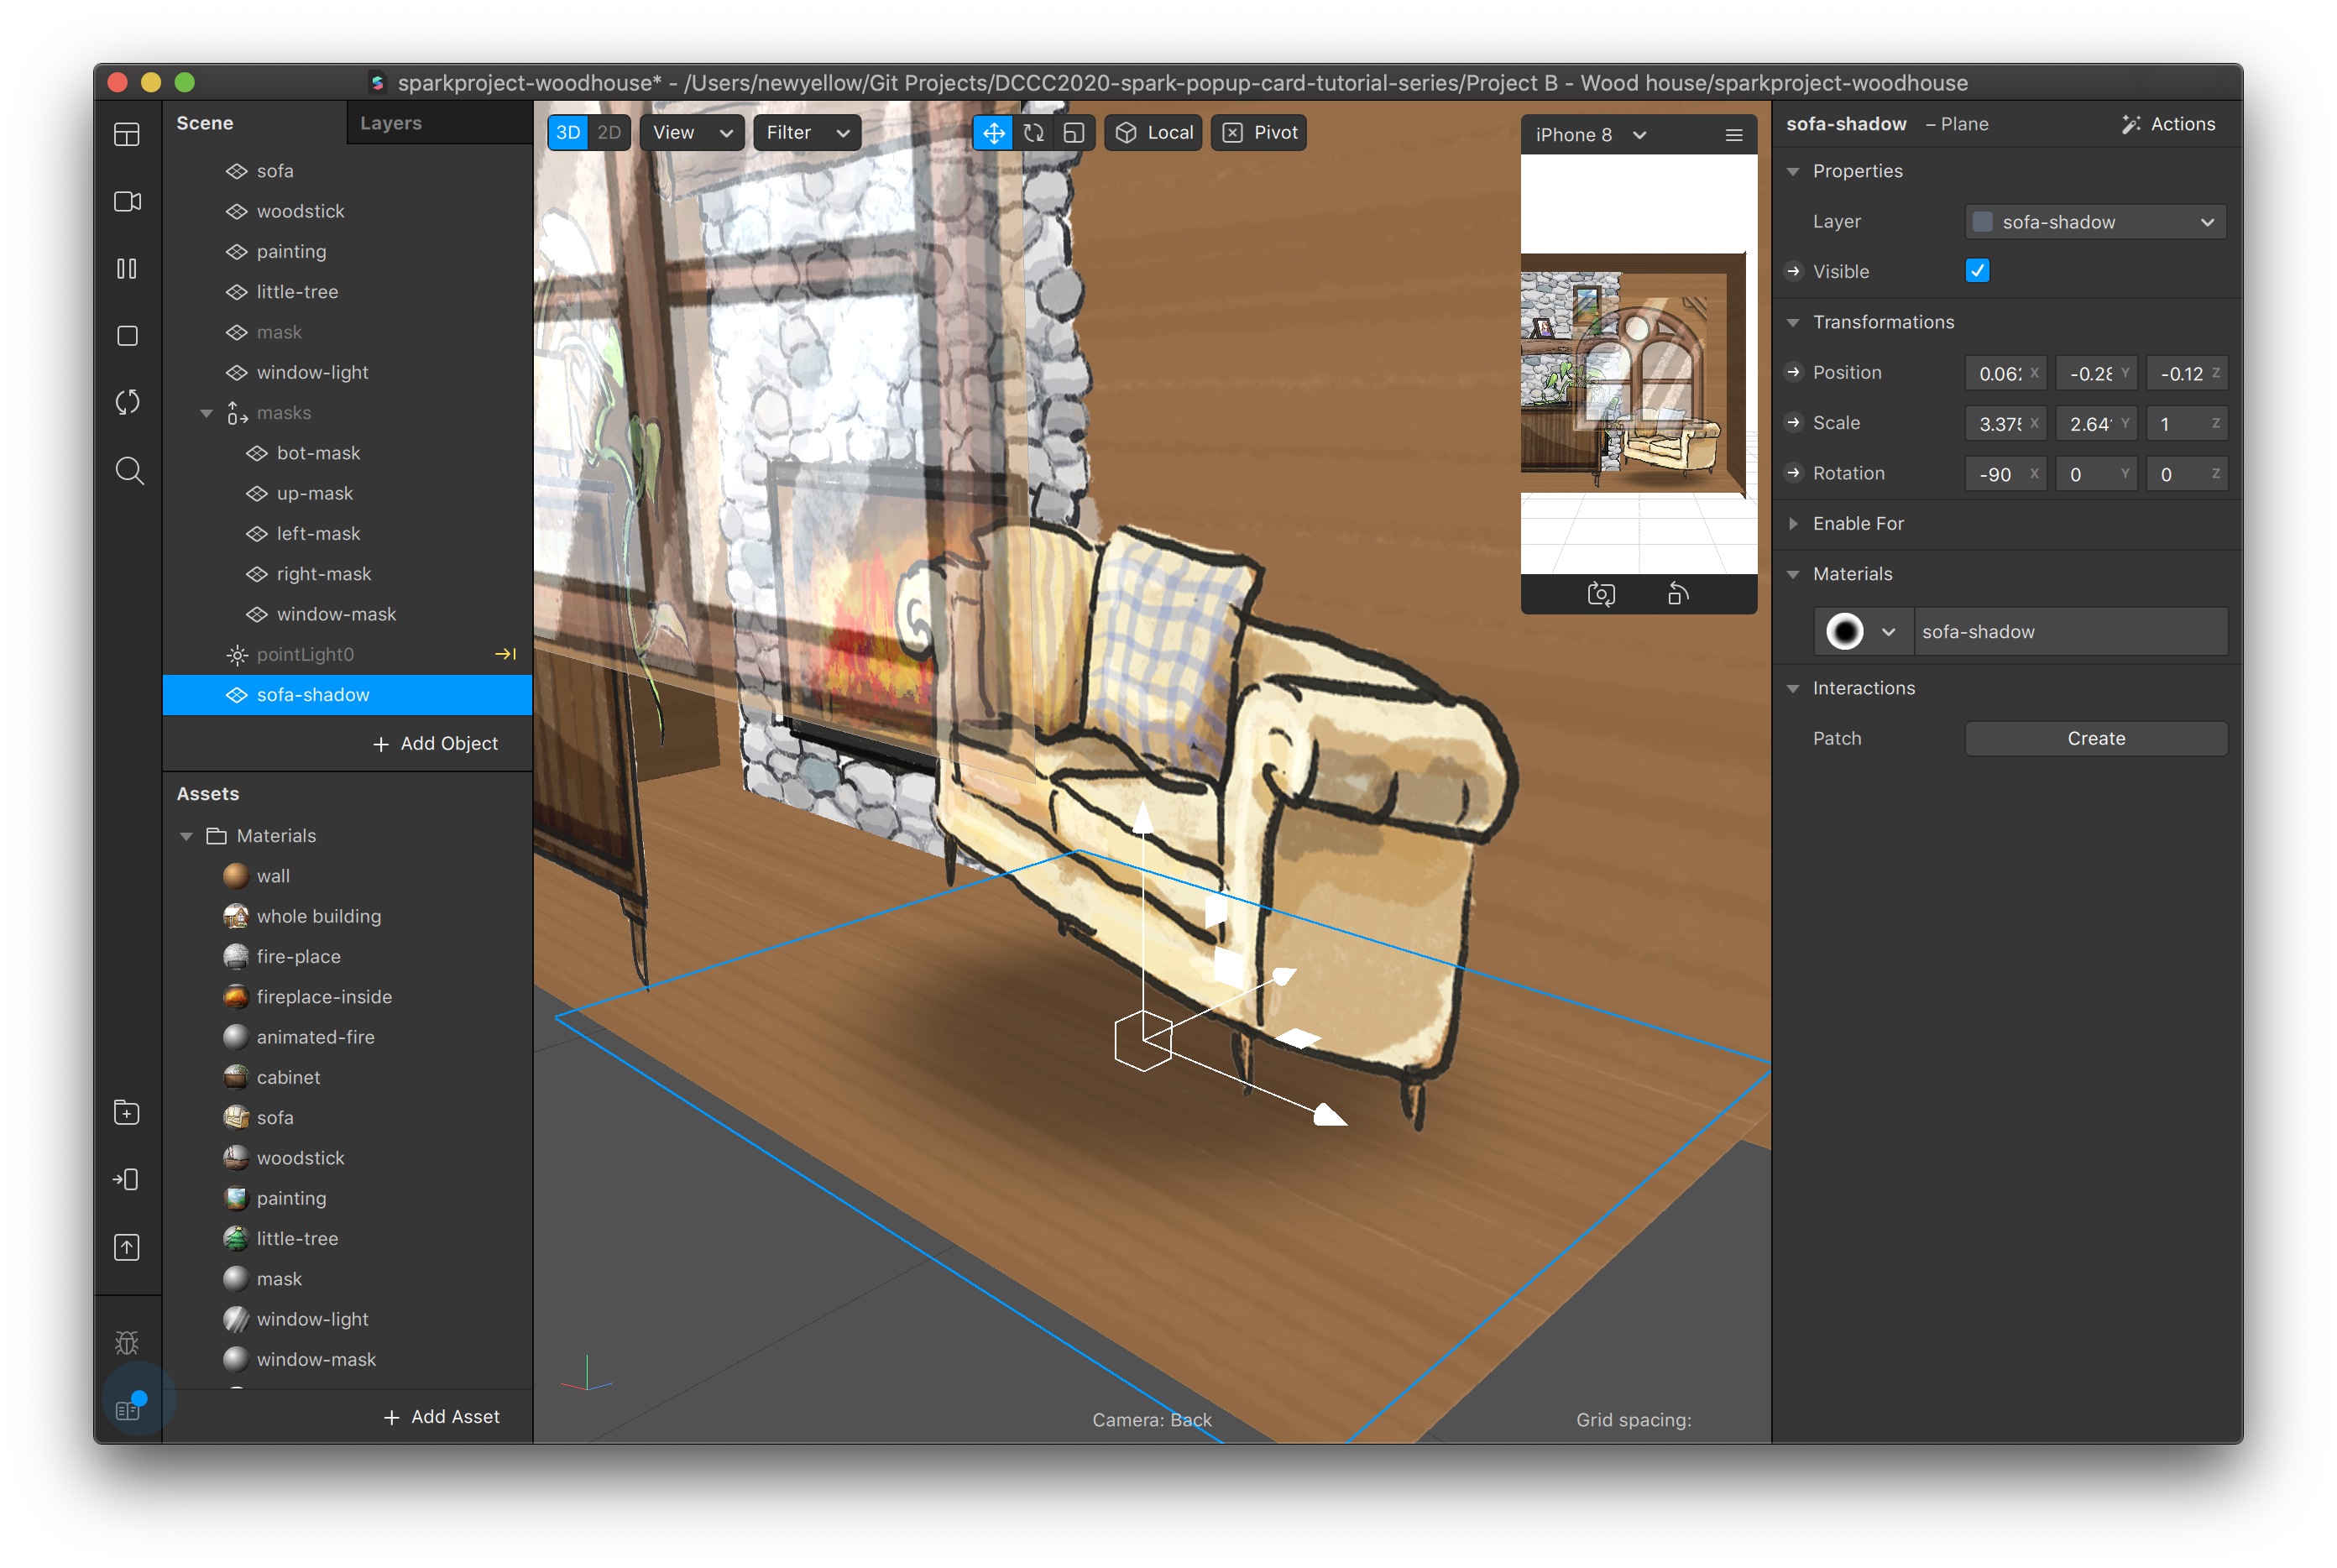 sparkproject-woodhouse* - /Users/newyellow/Git Projects/DCCC2020-spark-popup-card-tutorial-series/Project B - Wood house/sparkproject-woodhouse
Scene
Layers
sofa
woodstick
painting
little-tree
mask
window-light
masks
bot-mask
up-mask
left-mask
right-mask
window-mask
pointLight0
sofa-shadow
+ Add Object
Assets
Materials
wall
whole building
fire-place
fireplace-inside
animated-fire
cabinet
sofa
woodstick
painting
little-tree
mask
window-light
window-mask
+ Add Asset
3D 2D View Filter Local Pivot
iPhone 8
Camera: Back
Grid spacing:
sofa-shadow – Plane Actions
Properties
Layer sofa-shadow
Visible
Transformations
Position 0.06 X -0.28 Y -0.12 Z
Scale 3.375 X 2.64 Y 1 Z
Rotation -90 X 0 Y 0 Z
Enable For
Materials
sofa-shadow
Interactions
Patch Create